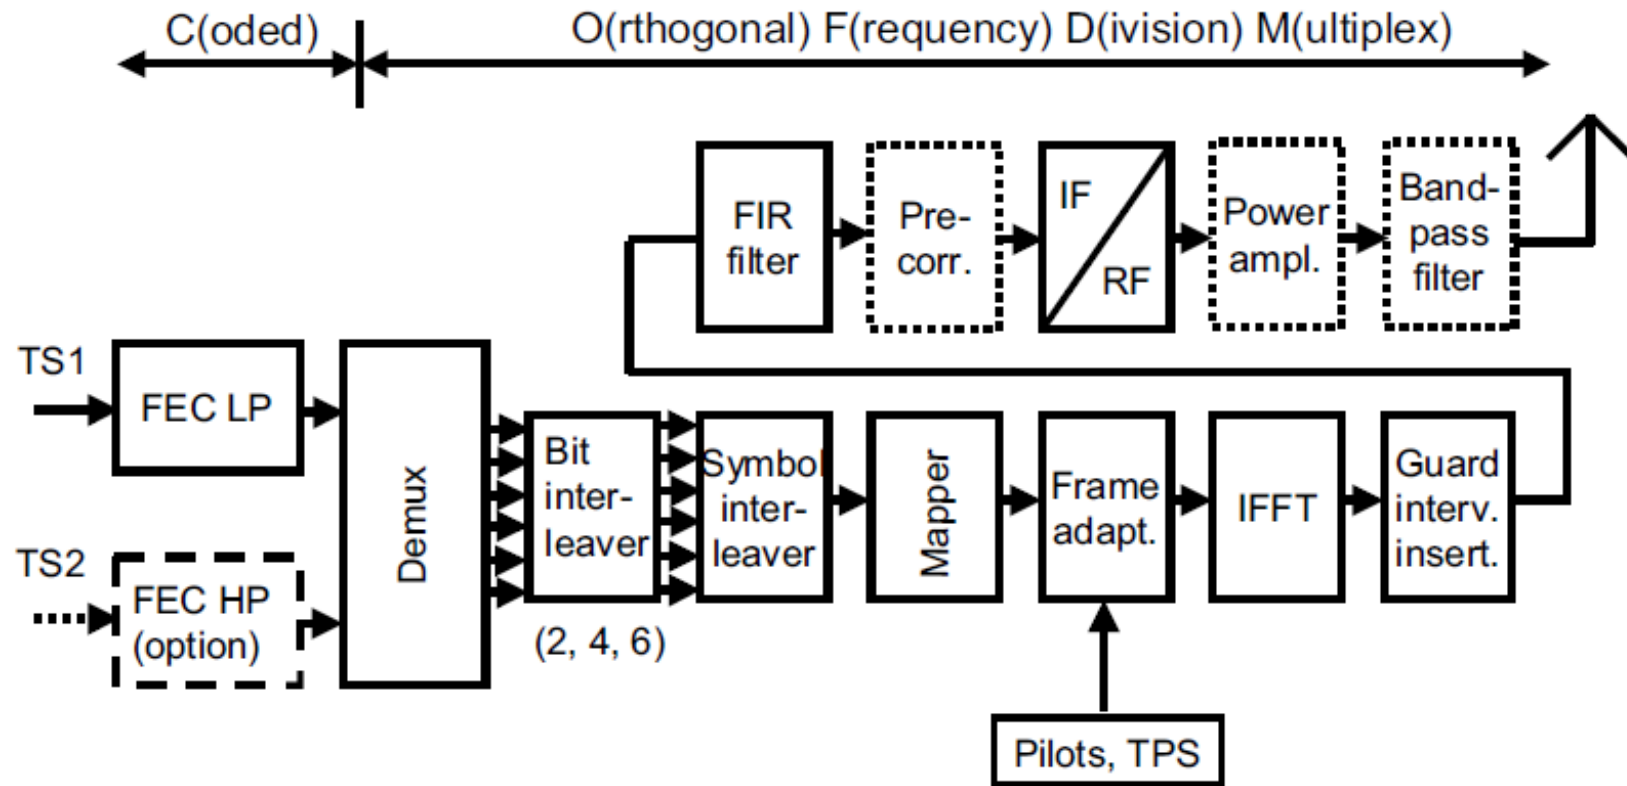 C(oded)
O(rthogonal) F(requency) D(ivision) M(ultiplex)
FIR
filter
Pre-
corr.
IF
RF
Power
ampl.
Band-
pass
filter
TS1
FEC LP
TS2
FEC HP
(option)
Demux
Bit
inter-
leaver
(2, 4, 6)
Symbol
inter-
leaver
Mapper
Frame
adapt.
IFFT
Guard
interv.
insert.
Pilots, TPS